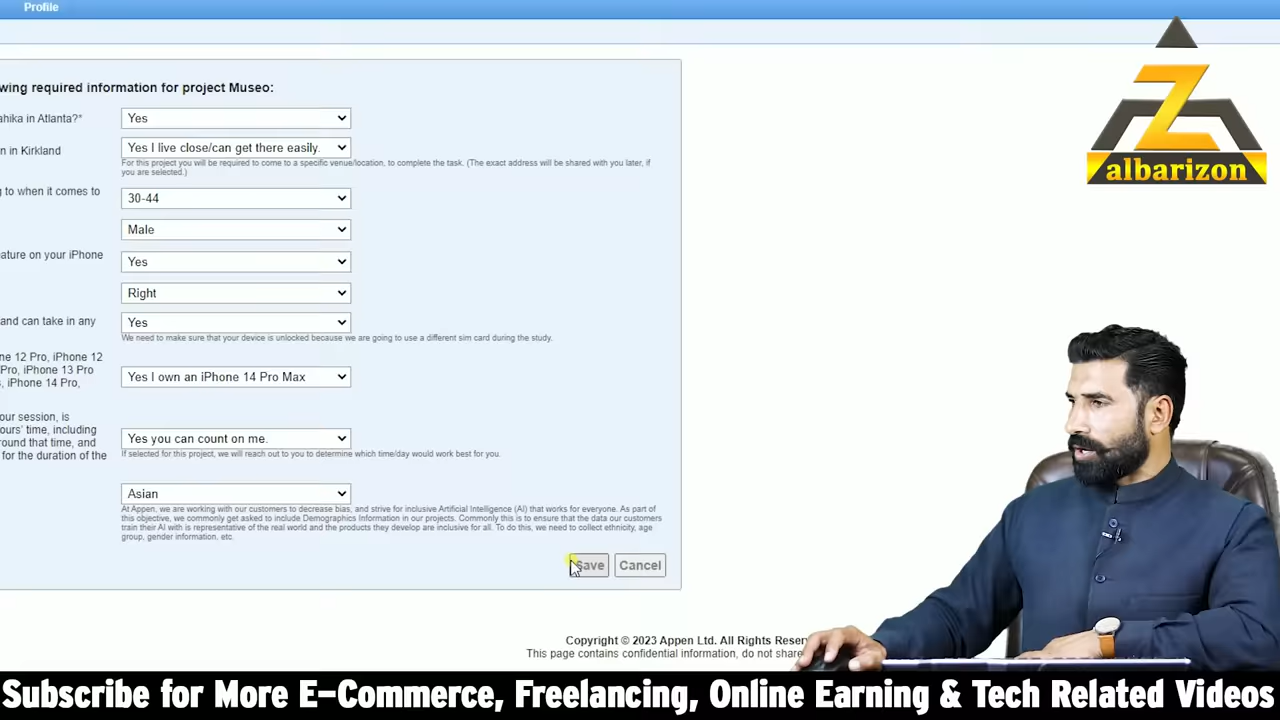 Profile
wing required information for project Museo:
ahika in Atlanta?* Yes
n in Kirkland Yes I live close/can get there easily.
For this project you will be required to come to a specific venue/location, to complete the task. (The exact address will be shared with you later, if
you are selected.)
g to when it comes to
30-44
Male
ature on your iPhone
Yes
Right
and can take in any Yes
We need to make sure that your device is unlocked because we are going to use a different sim card during the study.
ne 12 Pro, iPhone 12
Pro, iPhone 13 Pro
Yes I own an iPhone 14 Pro Max
s, iPhone 14 Pro,
our session, is
ours' time, including
round that time, and
Yes you can count on me.
for the duration of the
If selected for this project, we will reach out to you to determine which time/day would work best for you.
Asian
At Appen, we are working with our customers to decrease bias, and strive for inclusive Artificial Intelligence (AI) that works for everyone. As part of
this objective, we commonly get asked to include Demographics Information in our projects. Commonly this is to ensure that the data our customers
train their AI with is representative of the real world and the products they develop are inclusive for all. To do this, we need to collect ethnicity, age
group, gender information, etc.
Save Cancel
Copyright © 2023 Appen Ltd. All Rights Reser
This page contains confidential information, do not share
Z
albarizon
Subscribe for More E-Commerce, Freelancing, Online Earning & Tech Related Videos